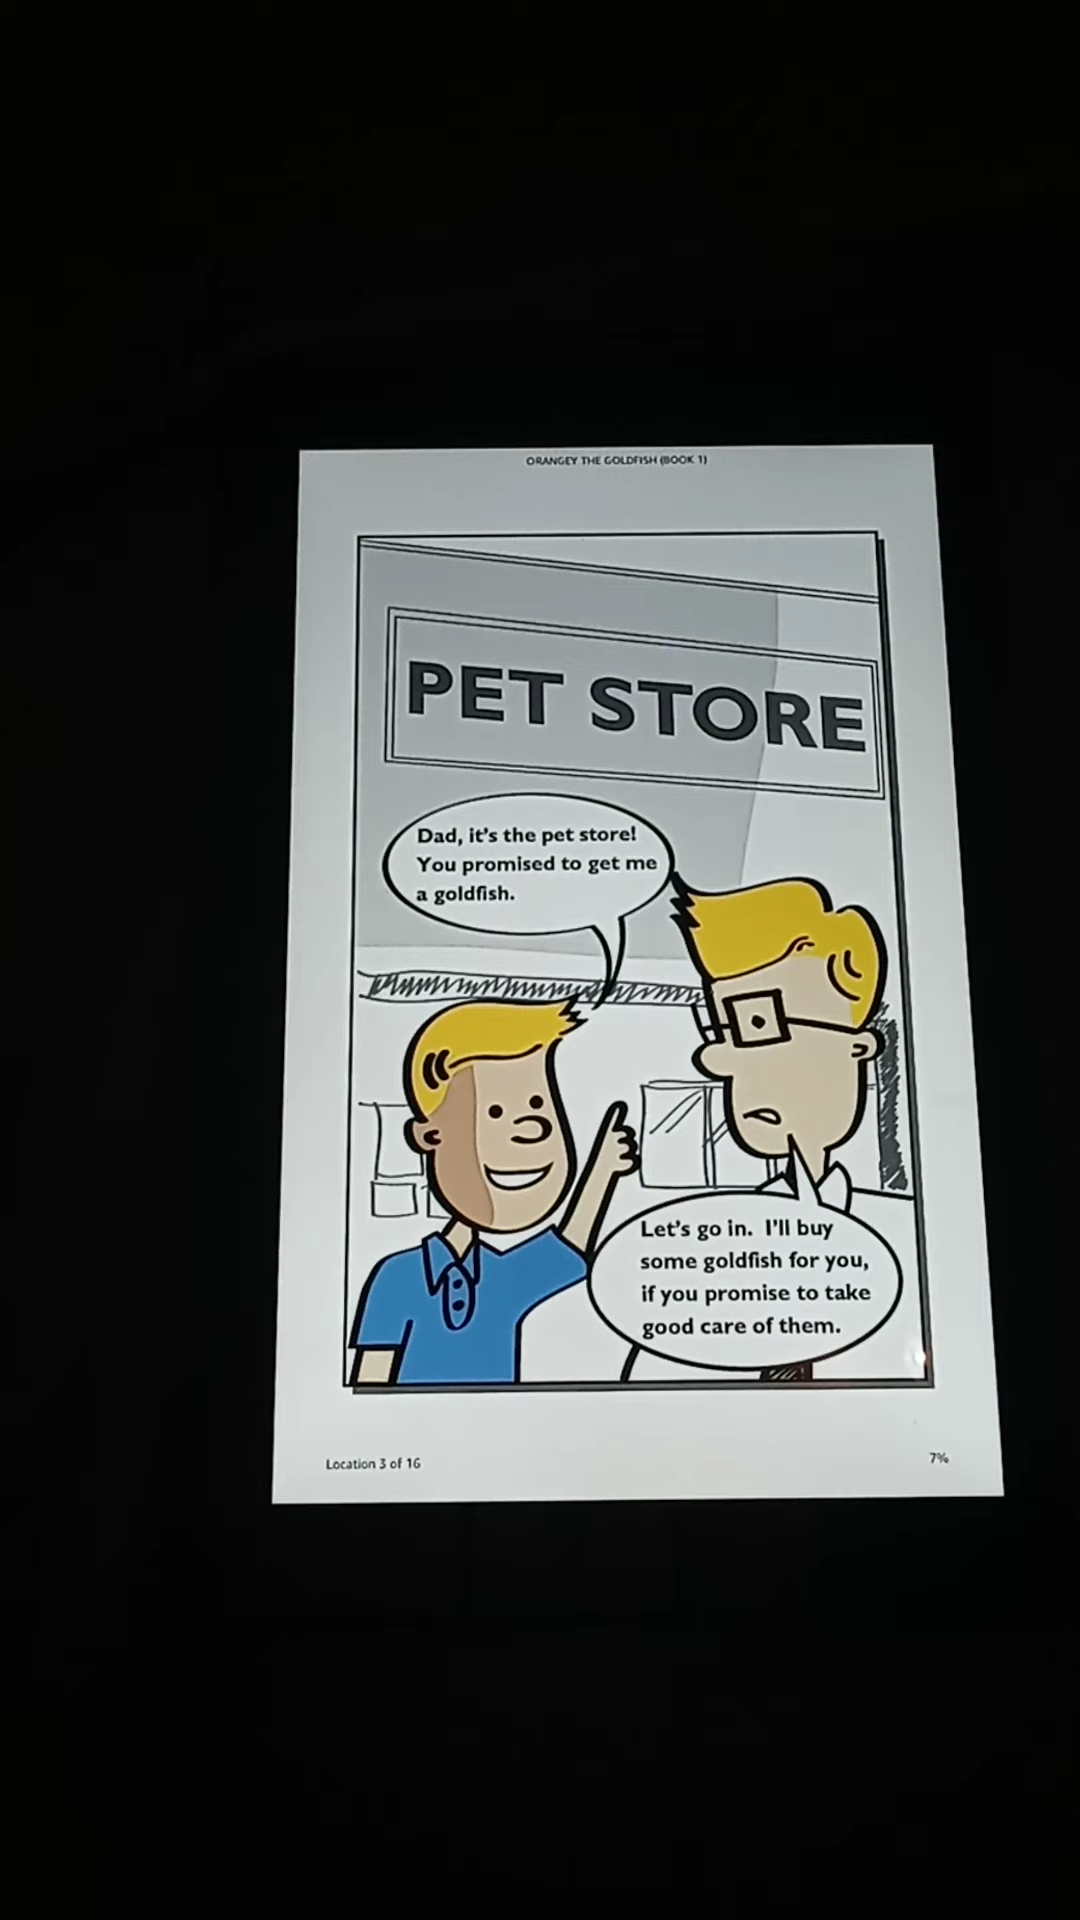 ORANGEY THE GOLDFISH (BOOK 1)
PET STORE
Dad, it's the pet store!
You promised to get me
a goldfish.
Let's go in.  I'll buy
some goldfish for you,
if you promise to take
good care of them.
Location 3 of 16
7%